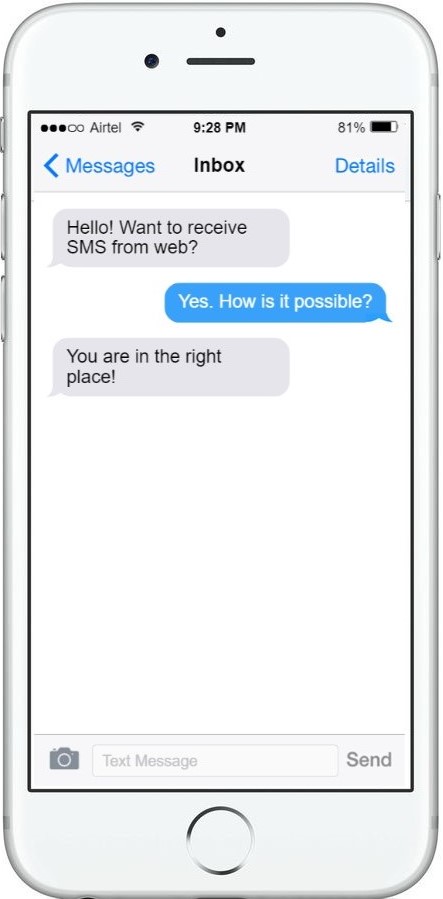 Airtel 9:28 PM 81%
Messages Inbox Details
Hello! Want to receive
SMS from web?
Yes. How is it possible?
You are in the right
place!
Text Message Send